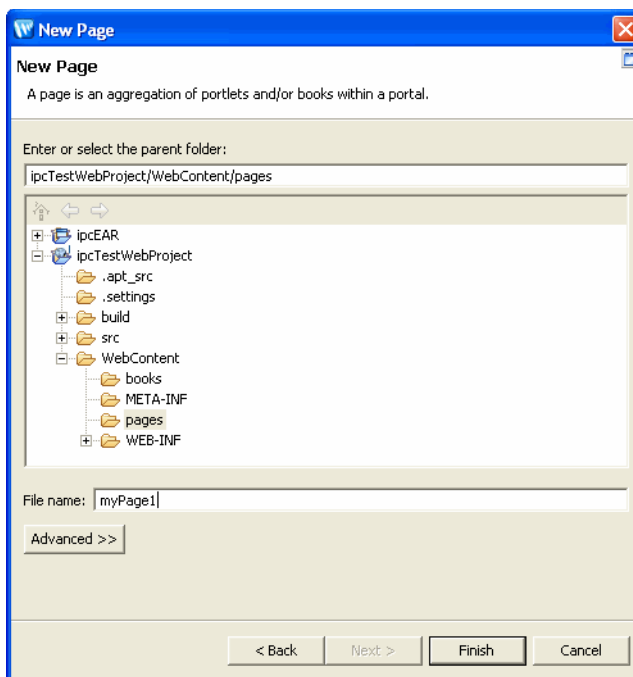 New Page
New Page
A page is an aggregation of portlets and/or books within a portal.
Enter or select the parent folder:
ipcTestWebProject/WebContent/pages
ipcEAR
ipcTestWebProject
.apt_src
.settings
build
src
WebContent
books
META-INF
pages
WEB-INF
File name: myPage1
Advanced >>
< Back Next > Finish Cancel